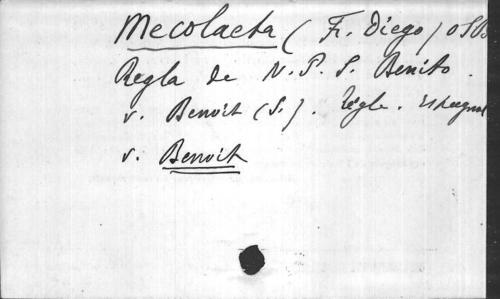 Mecolaeta (Fr. Diego) OSB
Regla de N. P. S. Benito.
v. Benoit (S.). Règle. Espagnol
v. Benoit